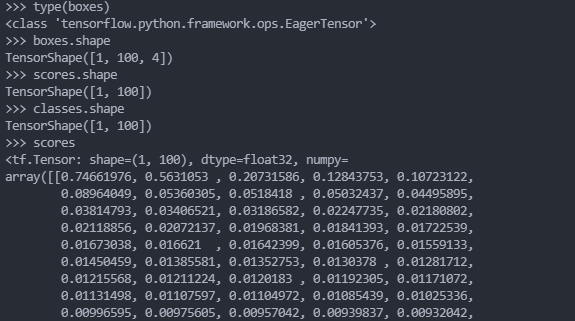 >>> type(boxes)
<class 'tensorflow.python.framework.ops.EagerTensor'>
>>> boxes.shape
TensorShape([1, 100, 4])
>>> scores.shape
TensorShape([1, 100])
>>> classes.shape
TensorShape([1, 100])
>>> scores
<tf.Tensor: shape=(1, 100), dtype=float32, numpy=
array([[0.74661976, 0.5631053 , 0.20731586, 0.12843753, 0.10723122,
        0.08964049, 0.05360305, 0.0518418 , 0.05032437, 0.04495895,
        0.03814793, 0.03406521, 0.03186582, 0.02247735, 0.02180802,
        0.02118856, 0.02072137, 0.01968381, 0.01841393, 0.01722539,
        0.01673038, 0.016621  , 0.01642399, 0.01605376, 0.01559133,
        0.01450459, 0.01385581, 0.01352753, 0.0130378 , 0.01281712,
        0.01215568, 0.01211224, 0.0120183 , 0.01192305, 0.01171072,
        0.01131498, 0.01107597, 0.01104972, 0.01085439, 0.01025336,
        0.00996595, 0.00975605, 0.00957042, 0.00939837, 0.00932042,